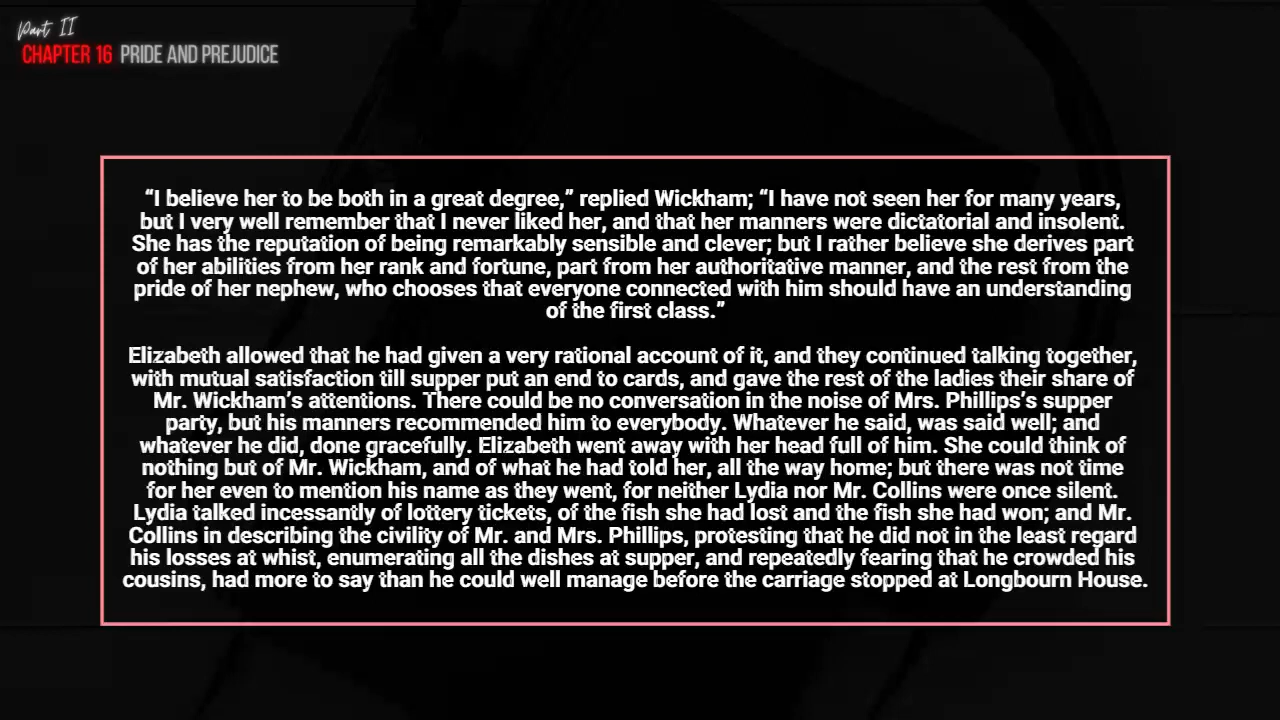 Part II
CHAPTER 16 PRIDE AND PREJUDICE
“I believe her to be both in a great degree,” replied Wickham; “I have not seen her for many years,
but I very well remember that I never liked her, and that her manners were dictatorial and insolent.
She has the reputation of being remarkably sensible and clever; but I rather believe she derives part
of her abilities from her rank and fortune, part from her authoritative manner, and the rest from the
pride of her nephew, who chooses that everyone connected with him should have an understanding
of the first class.”
Elizabeth allowed that he had given a very rational account of it, and they continued talking together,
with mutual satisfaction till supper put an end to cards, and gave the rest of the ladies their share of
Mr. Wickham’s attentions. There could be no conversation in the noise of Mrs. Phillips’s supper
party, but his manners recommended him to everybody. Whatever he said, was said well; and
whatever he did, done gracefully. Elizabeth went away with her head full of him. She could think of
nothing but of Mr. Wickham, and of what he had told her, all the way home; but there was not time
for her even to mention his name as they went, for neither Lydia nor Mr. Collins were once silent.
Lydia talked incessantly of lottery tickets, of the fish she had lost and the fish she had won; and Mr.
Collins in describing the civility of Mr. and Mrs. Phillips, protesting that he did not in the least regard
his losses at whist, enumerating all the dishes at supper, and repeatedly fearing that he crowded his
cousins, had more to say than he could well manage before the carriage stopped at Longbourn House.